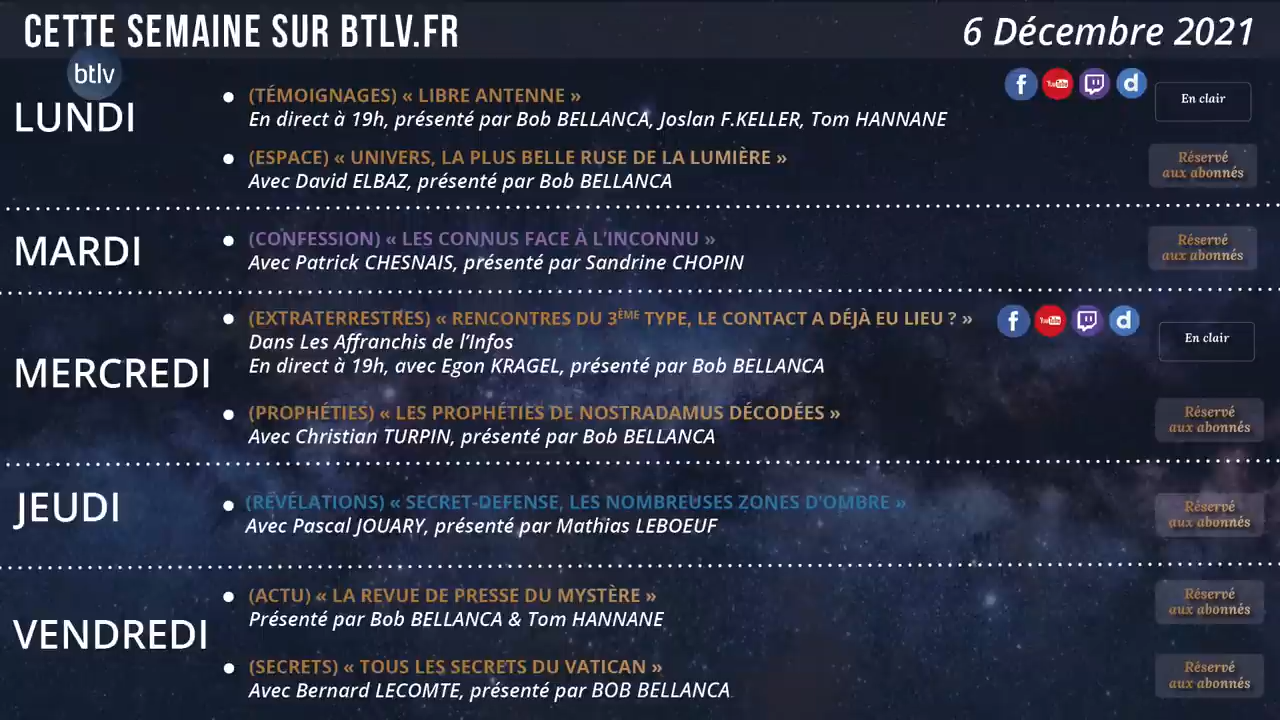 CETTE SEMAINE SUR BTLV.FR
6 Décembre 2021
btlv
LUNDI
(TÉMOIGNAGES) « LIBRE ANTENNE »
En direct à 19h, présenté par Bob BELLANCA, Joslan F.KELLER, Tom HANNANE
f
You Tube
d
En clair
(ESPACE) « UNIVERS, LA PLUS BELLE RUSE DE LA LUMIÈRE »
Avec David ELBAZ, présenté par Bob BELLANCA
Réservé
aux abonnés
MARDI
(CONFESSION) « LES CONNUS FACE À L'INCONNU »
Avec Patrick CHESNAIS, présenté par Sandrine CHOPIN
Réservé
aux abonnés
MERCREDI
(EXTRATERRESTRES) « RENCONTRES DU 3ÈME TYPE, LE CONTACT A DÉJÀ EU LIEU ? »
Dans Les Affranchis de l'Infos
En direct à 19h, avec Egon KRAGEL, présenté par Bob BELLANCA
f
You Tube
d
En clair
(PROPHÉTIES) « LES PROPHÉTIES DE NOSTRADAMUS DÉCODÉES »
Avec Christian TURPIN, présenté par Bob BELLANCA
Réservé
aux abonnés
JEUDI
(RÉVÉLATIONS) « SECRET-DEFENSE, LES NOMBREUSES ZONES D'OMBRE »
Avec Pascal JOUARY, présenté par Mathias LEBOEUF
Réservé
aux abonnés
VENDREDI
(ACTU) « LA REVUE DE PRESSE DU MYSTÈRE »
Présenté par Bob BELLANCA & Tom HANNANE
Réservé
aux abonnés
(SECRETS) « TOUS LES SECRETS DU VATICAN »
Avec Bernard LECOMTE, présenté par BOB BELLANCA
Réservé
aux abonnés